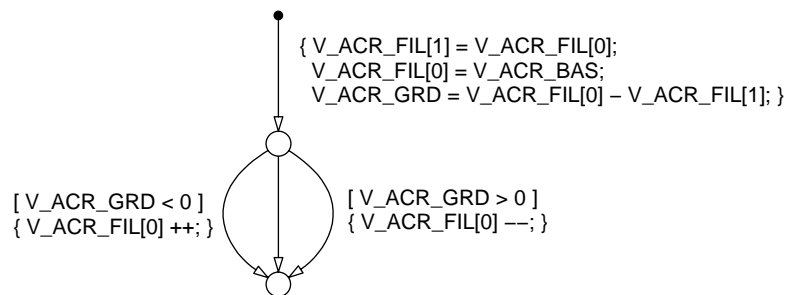 { V_ACR_FIL[1] = V_ACR_FIL[0];
V_ACR_FIL[0] = V_ACR_BAS;
V_ACR_GRD = V_ACR_FIL[0] − V_ACR_FIL[1]; }
[ V_ACR_GRD < 0 ]
{ V_ACR_FIL[0] ++; }
[ V_ACR_GRD > 0 ]
{ V_ACR_FIL[0] −−; }